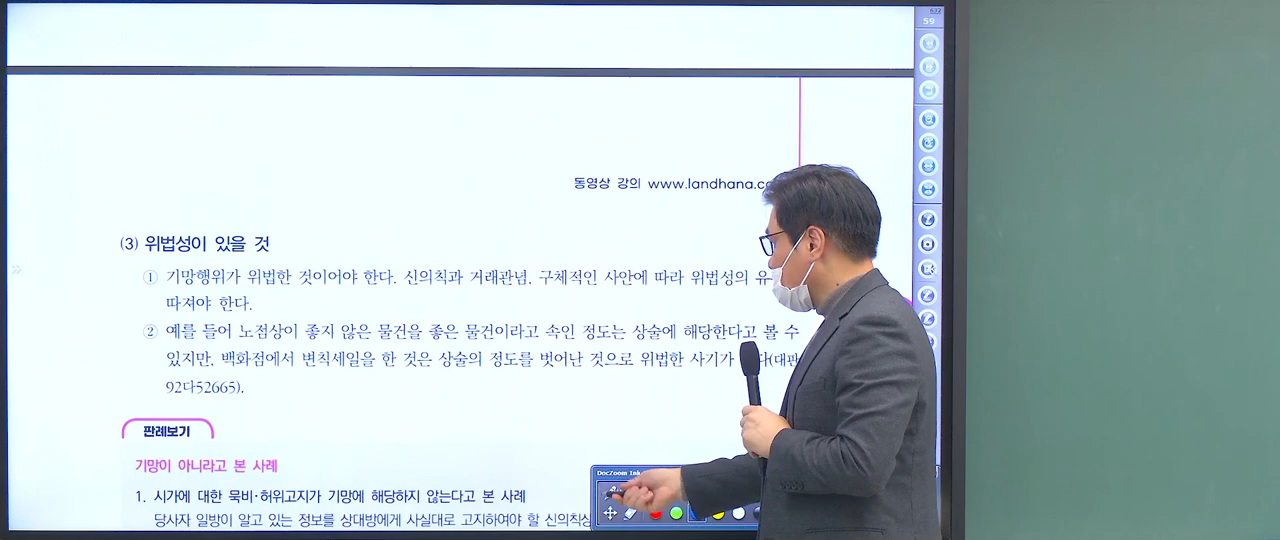 632
59
동영상 강의 www.landhana.co
(3) 위법성이 있을 것
① 기망행위가 위법한 것이어야 한다. 신의칙과 거래관념, 구체적인 사안에 따라 위법성의 유
따져야 한다.
② 예를 들어 노점상이 좋지 않은 물건을 좋은 물건이라고 속인 정도는 상술에 해당한다고 볼 수
있지만, 백화점에서 변칙세일을 한 것은 상술의 정도를 벗어난 것으로 위법한 사기가 다(대판
92다52665).
판례보기
기망이 아니라고 본 사례
1. 시가에 대한 묵비·허위고지가 기망에 해당하지 않는다고 본 사례
당사자 일방이 알고 있는 정보를 상대방에게 사실대로 고지하여야 할 신의칙상
DocZoom Ink